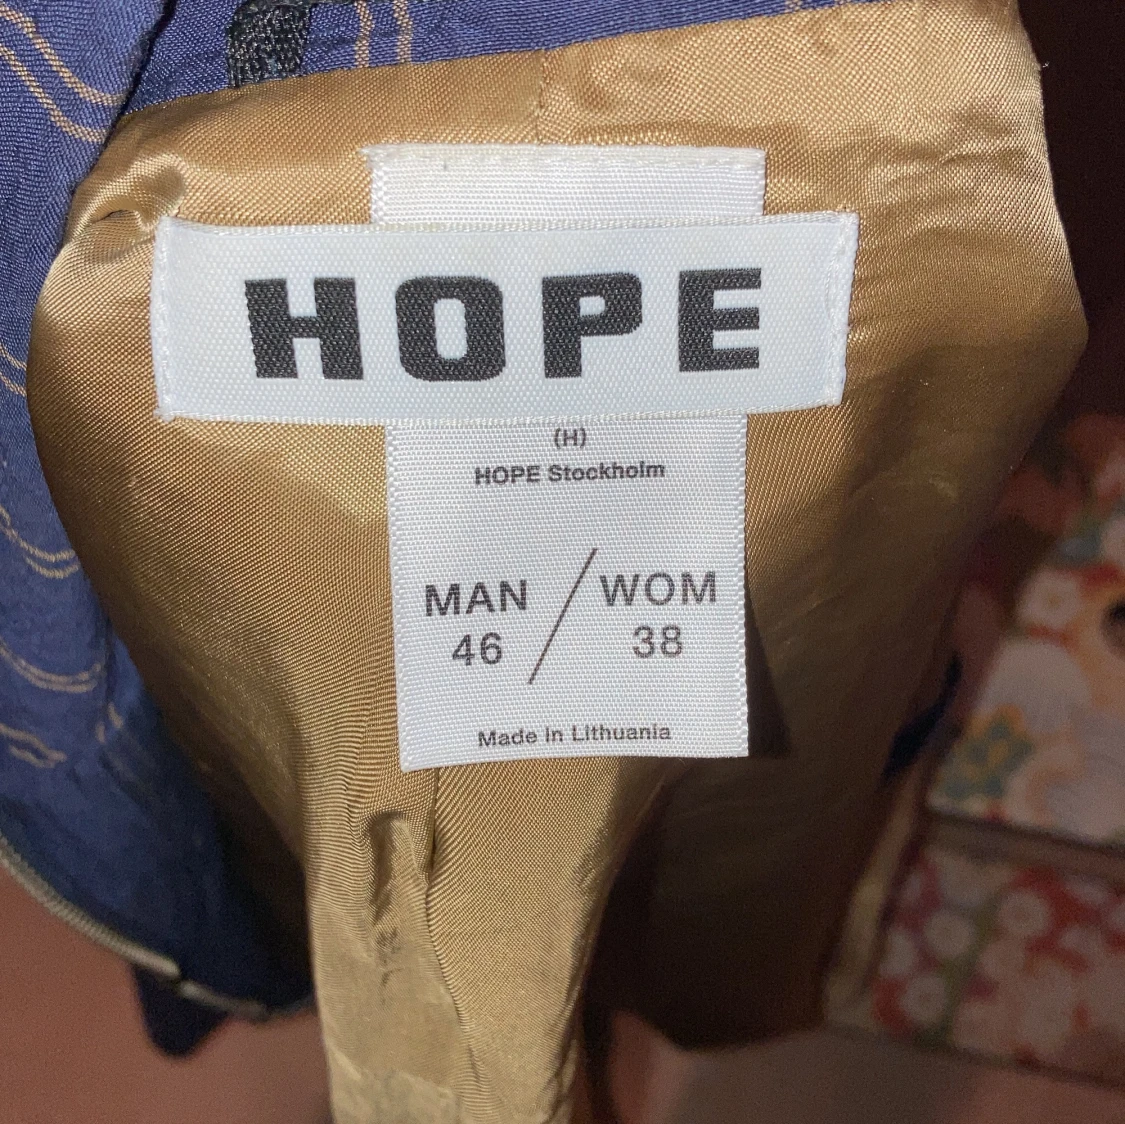 HOPE
(H)
HOPE Stockholm
MAN / WOM
46 38
Made in Lithuania